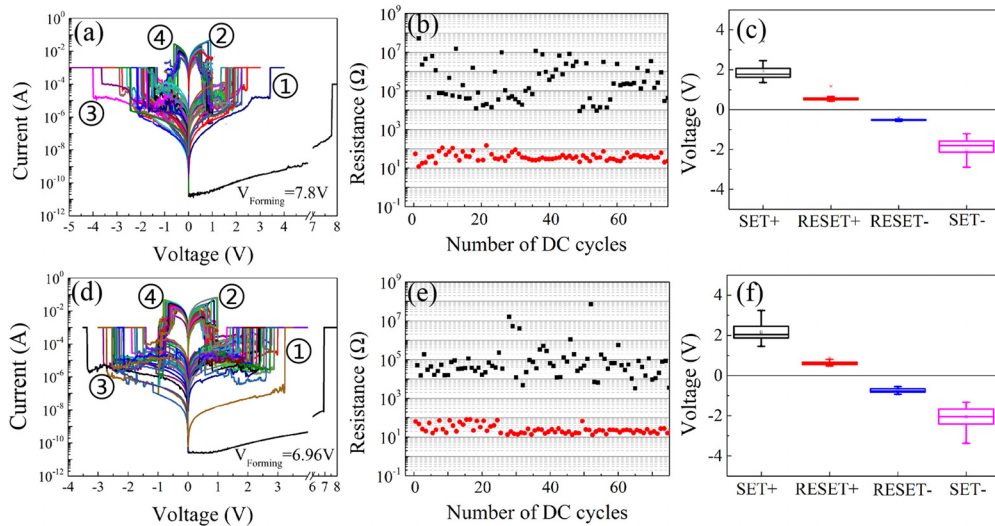 (a)
④
②
③
①
V_Forming=7.8V
Current (A)
10^0
10^-2
10^-4
10^-6
10^-8
10^-10
10^-12
-5 -4 -3 -2 -1 0 1 2 3 4 5 7 8
Voltage (V)
(b)
Resistance (Ω)
10^9
10^7
10^5
10^3
10^1
10^-1
0 20 40 60
Number of DC cycles
(c)
Voltage (V)
4
2
0
-2
-4
SET+ RESET+ RESET- SET-
(d)
④
②
③
①
V_Forming=6.96V
Current (A)
10^0
10^-2
10^-4
10^-6
10^-8
10^-10
10^-12
-4 -3 -2 -1 0 1 2 3 4 6 7 8
Voltage (V)
(e)
Resistance (Ω)
10^9
10^7
10^5
10^3
10^1
10^-1
0 20 40 60
Number of DC cycles
(f)
Voltage (V)
4
2
0
-2
-4
SET+ RESET+ RESET- SET-